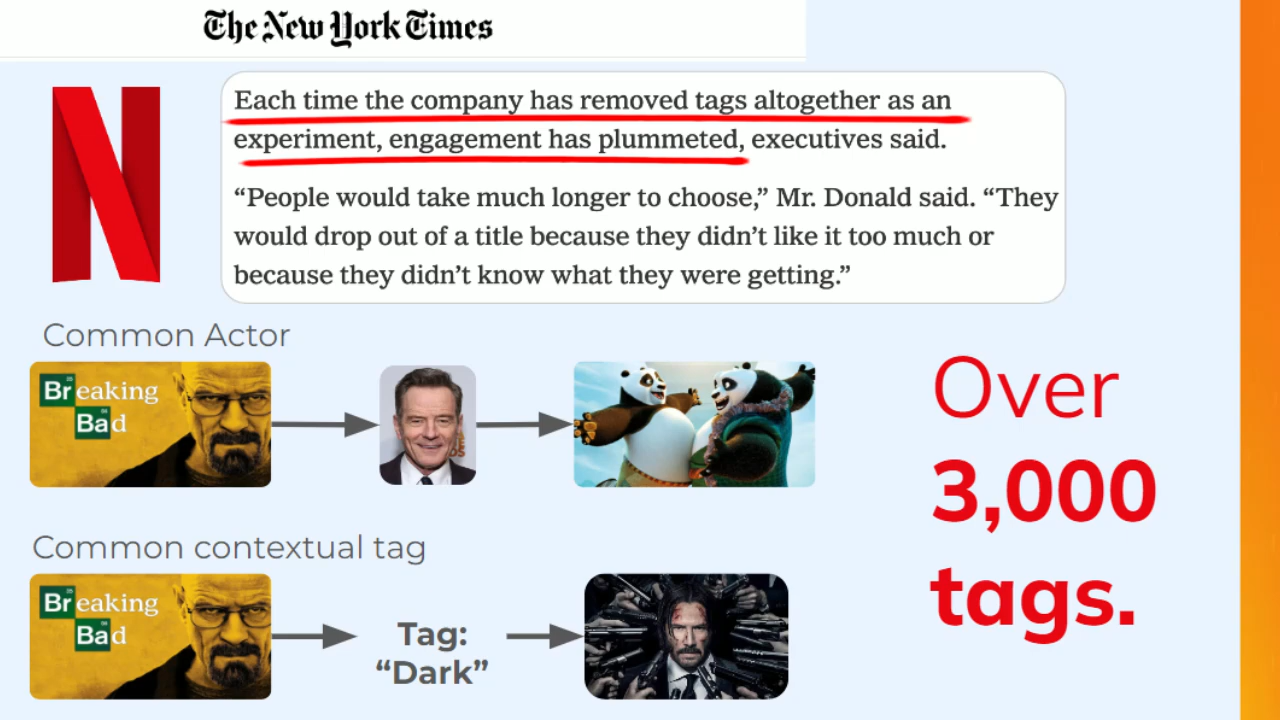 The New York Times
Each time the company has removed tags altogether as an
experiment, engagement has plummeted, executives said.
“People would take much longer to choose,” Mr. Donald said. “They
would drop out of a title because they didn’t like it too much or
because they didn’t know what they were getting.”
Common Actor
Breaking
Bad
Over
3,000
tags.
Common contextual tag
Breaking
Bad
Tag:
“Dark”